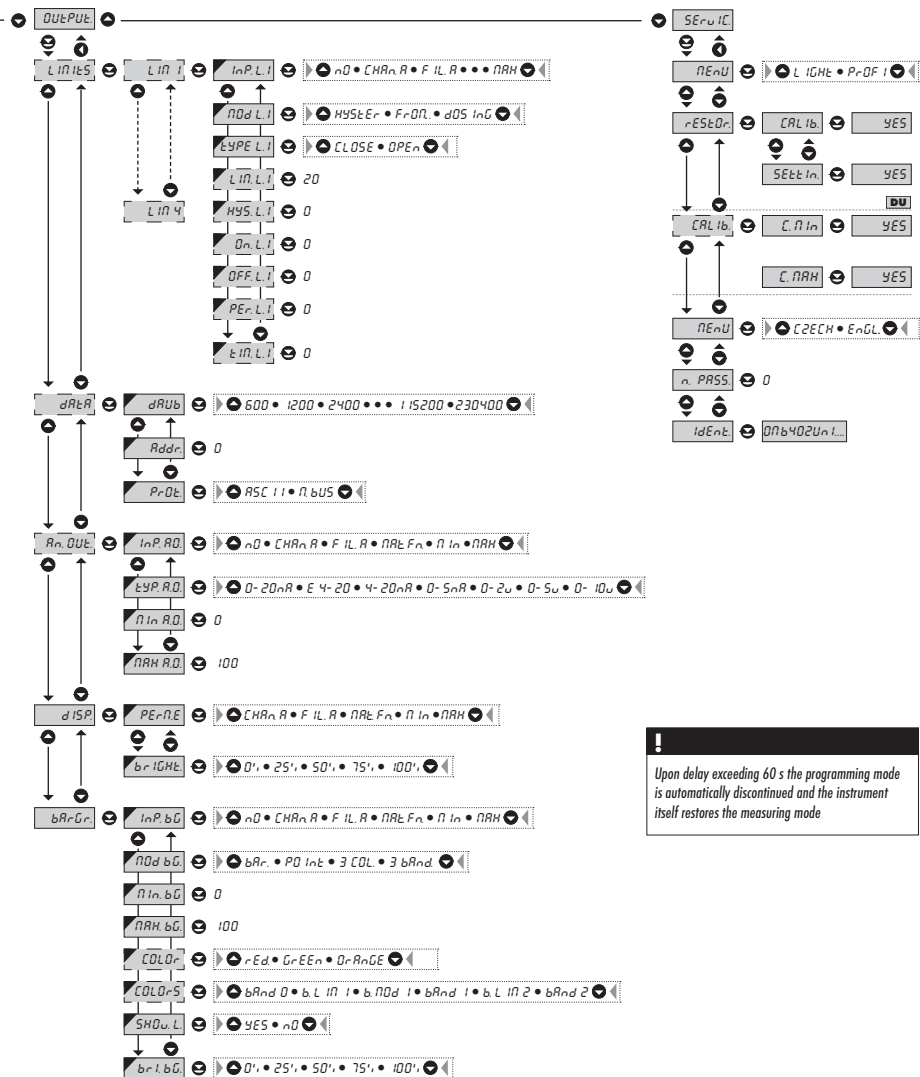 OUtPUt.
LIMItS LIM 1 InP.L.1 nO • CHAn.A • FIL.A • • • MAX
MOd L.1 HYStEr • FrOM.. • dOSInG
tYPE L.1 CLOSE • OPEn
LIM.L.1 20
LIM 4 HYS.L.1 0
On.L.1 0
OFF.L.1 0
PEr.L.1 0
tIM.L.1 0
dAtA bAUd 600 • 1200 • 2400 • • • 115200 • 230400
Addr. 0
PrOt. ASCII • M.bUS
An.OUt. InP.AO. nO • CHAn.A • FIL.A • MAt.Fn. • MIn • MAX
tYP.A.O. 0-20mA • E 4-20 • 4-20mA • 0-5mA • 0-2v • 0-5v • 0-10v
MIn A.O. 0
MAX A.O. 100
dISP. PErM.E CHAn.A • FIL.A • MAt.Fn. • MIn • MAX
brIGHt. 0% • 25% • 50% • 75% • 100%
bArGr. InP.bG nO • CHAn.A • FIL.A • MAt.Fn. • MIn • MAX
MOd bG. bAr. • POInt • 3 COL. • 3 bAnd.
MIn.bG 0
MAX.bG. 100
COLOr rEd. • GrEEn • OrAnGE
COLOrS bAnd 0 • b.LIM 1 • b.MOd 1 • bAnd 1 • b.LIM 2 • bAnd 2
SHOv.L. YES • nO
brI.bG. 0% • 25% • 50% • 75% • 100%
SErvIC.
MEnU LIGHt • PrOFI
rEStOr. CALIb. YES
SEttIn. YES
DU
CALIb. C.MIn YES
C.MAX YES
MEnU CZECH • EnGL.
n. PASS. 0
IdEnt. OMb402UnI....
!
Upon delay exceeding 60 s the programming mode
is automatically discontinued and the instrument
itself restores the measuring mode